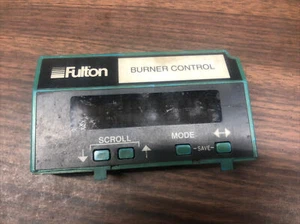 Fulton BURNER CONTROL
SCROLL MODE
SAVE